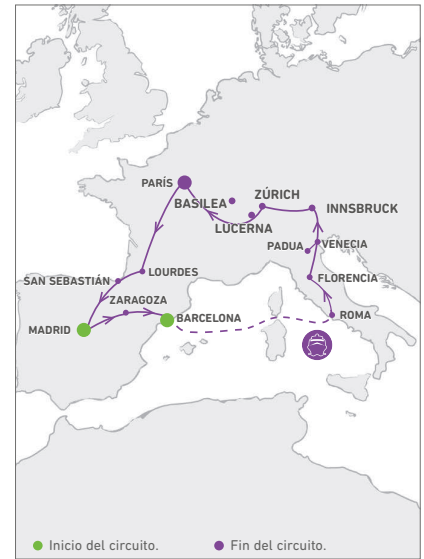 PARÍS
BASILEA
ZÚRICH
INNSBRUCK
LUCERNA
PADUA
VENECIA
LOURDES
FLORENCIA
SAN SEBASTIÁN
ZARAGOZA
MADRID
BARCELONA
ROMA
Inicio del circuito.
Fin del circuito.